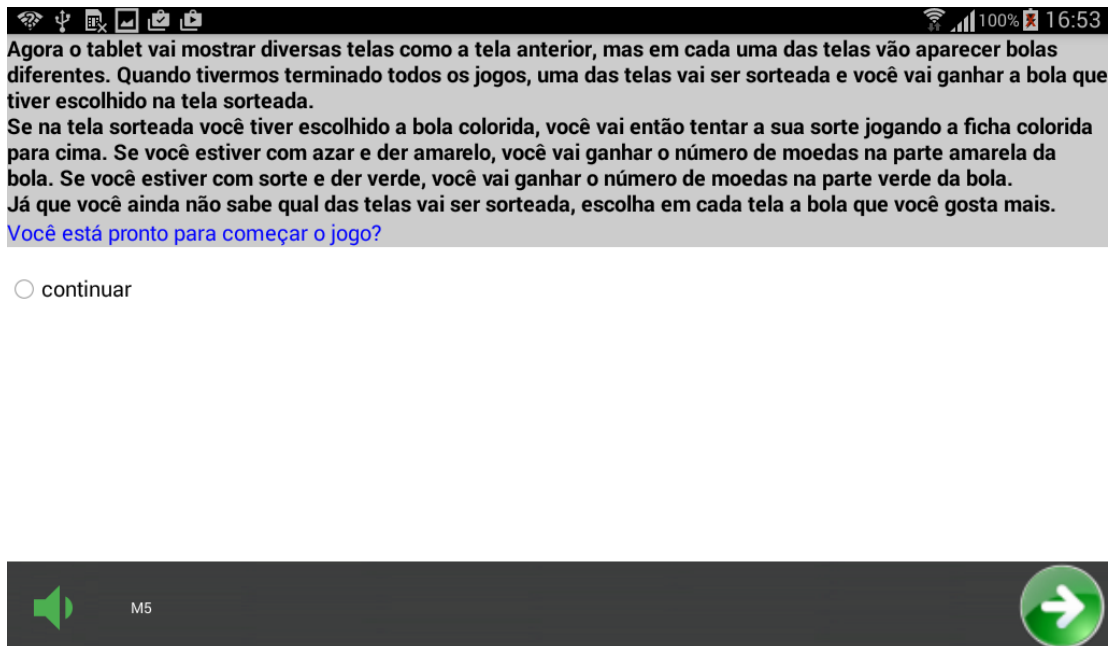 100% 16:53
Agora o tablet vai mostrar diversas telas como a tela anterior, mas em cada uma das telas vão aparecer bolas
diferentes. Quando tivermos terminado todos os jogos, uma das telas vai ser sorteada e você vai ganhar a bola que
tiver escolhido na tela sorteada.
Se na tela sorteada você tiver escolhido a bola colorida, você vai então tentar a sua sorte jogando a ficha colorida
para cima. Se você estiver com azar e der amarelo, você vai ganhar o número de moedas na parte amarela da
bola. Se você estiver com sorte e der verde, você vai ganhar o número de moedas na parte verde da bola.
Já que você ainda não sabe qual das telas vai ser sorteada, escolha em cada tela a bola que você gosta mais.
Você está pronto para começar o jogo?
continuar
M5